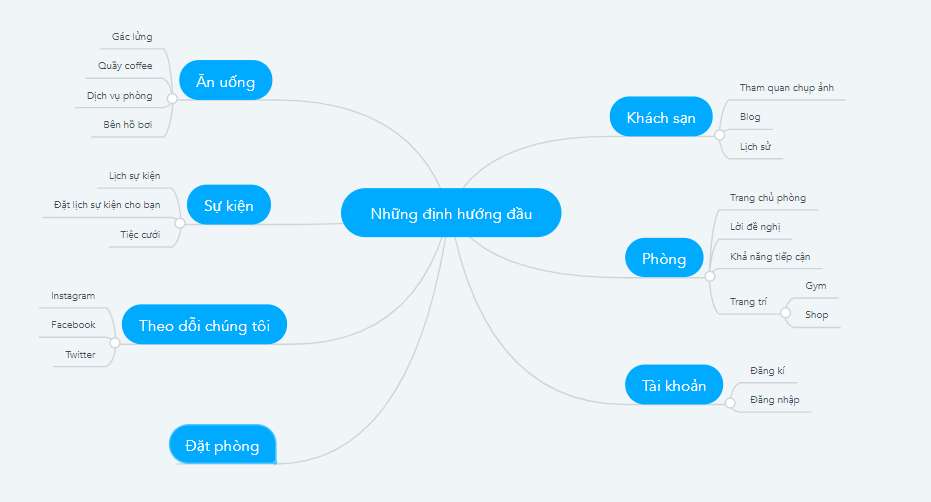 Những định hướng đầu
Ăn uống
Gác lửng
Quầy coffee
Dịch vụ phòng
Bên hồ bơi
Sự kiện
Lịch sự kiện
Đặt lịch sự kiện cho bạn
Tiệc cưới
Theo dỗi chúng tôi
Instagram
Facebook
Twitter
Đặt phòng
Khách sạn
Tham quan chụp ảnh
Blog
Lịch sử
Phòng
Trang chủ phòng
Lời đề nghị
Khả năng tiếp cận
Trang trí
Gym
Shop
Tài khoản
Đăng kí
Đăng nhập